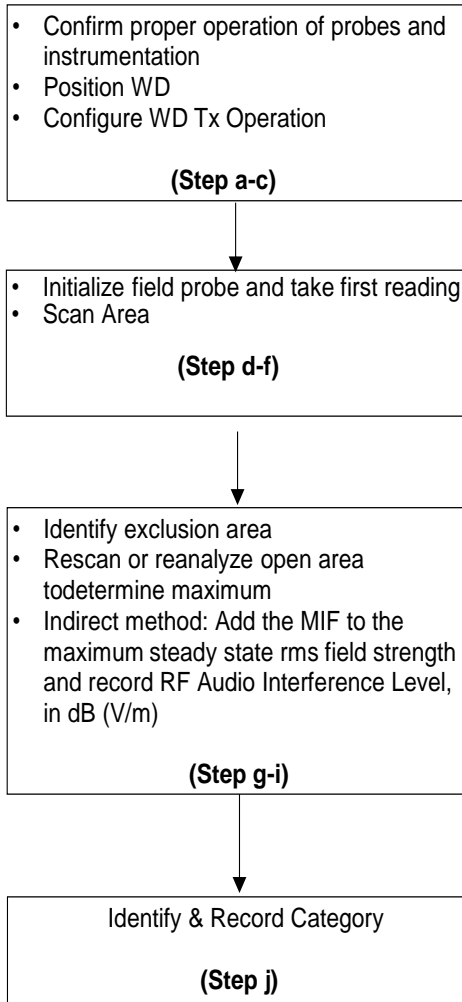 • Confirm proper operation of probes and
instrumentation
• Position WD
• Configure WD Tx Operation
(Step a-c)
• Initialize field probe and take first reading
• Scan Area
(Step d-f)
• Identify exclusion area
• Rescan or reanalyze open area
todetermine maximum
• Indirect method: Add the MIF to the
maximum steady state rms field strength
and record RF Audio Interference Level,
in dB (V/m)
(Step g-i)
Identify & Record Category
(Step j)